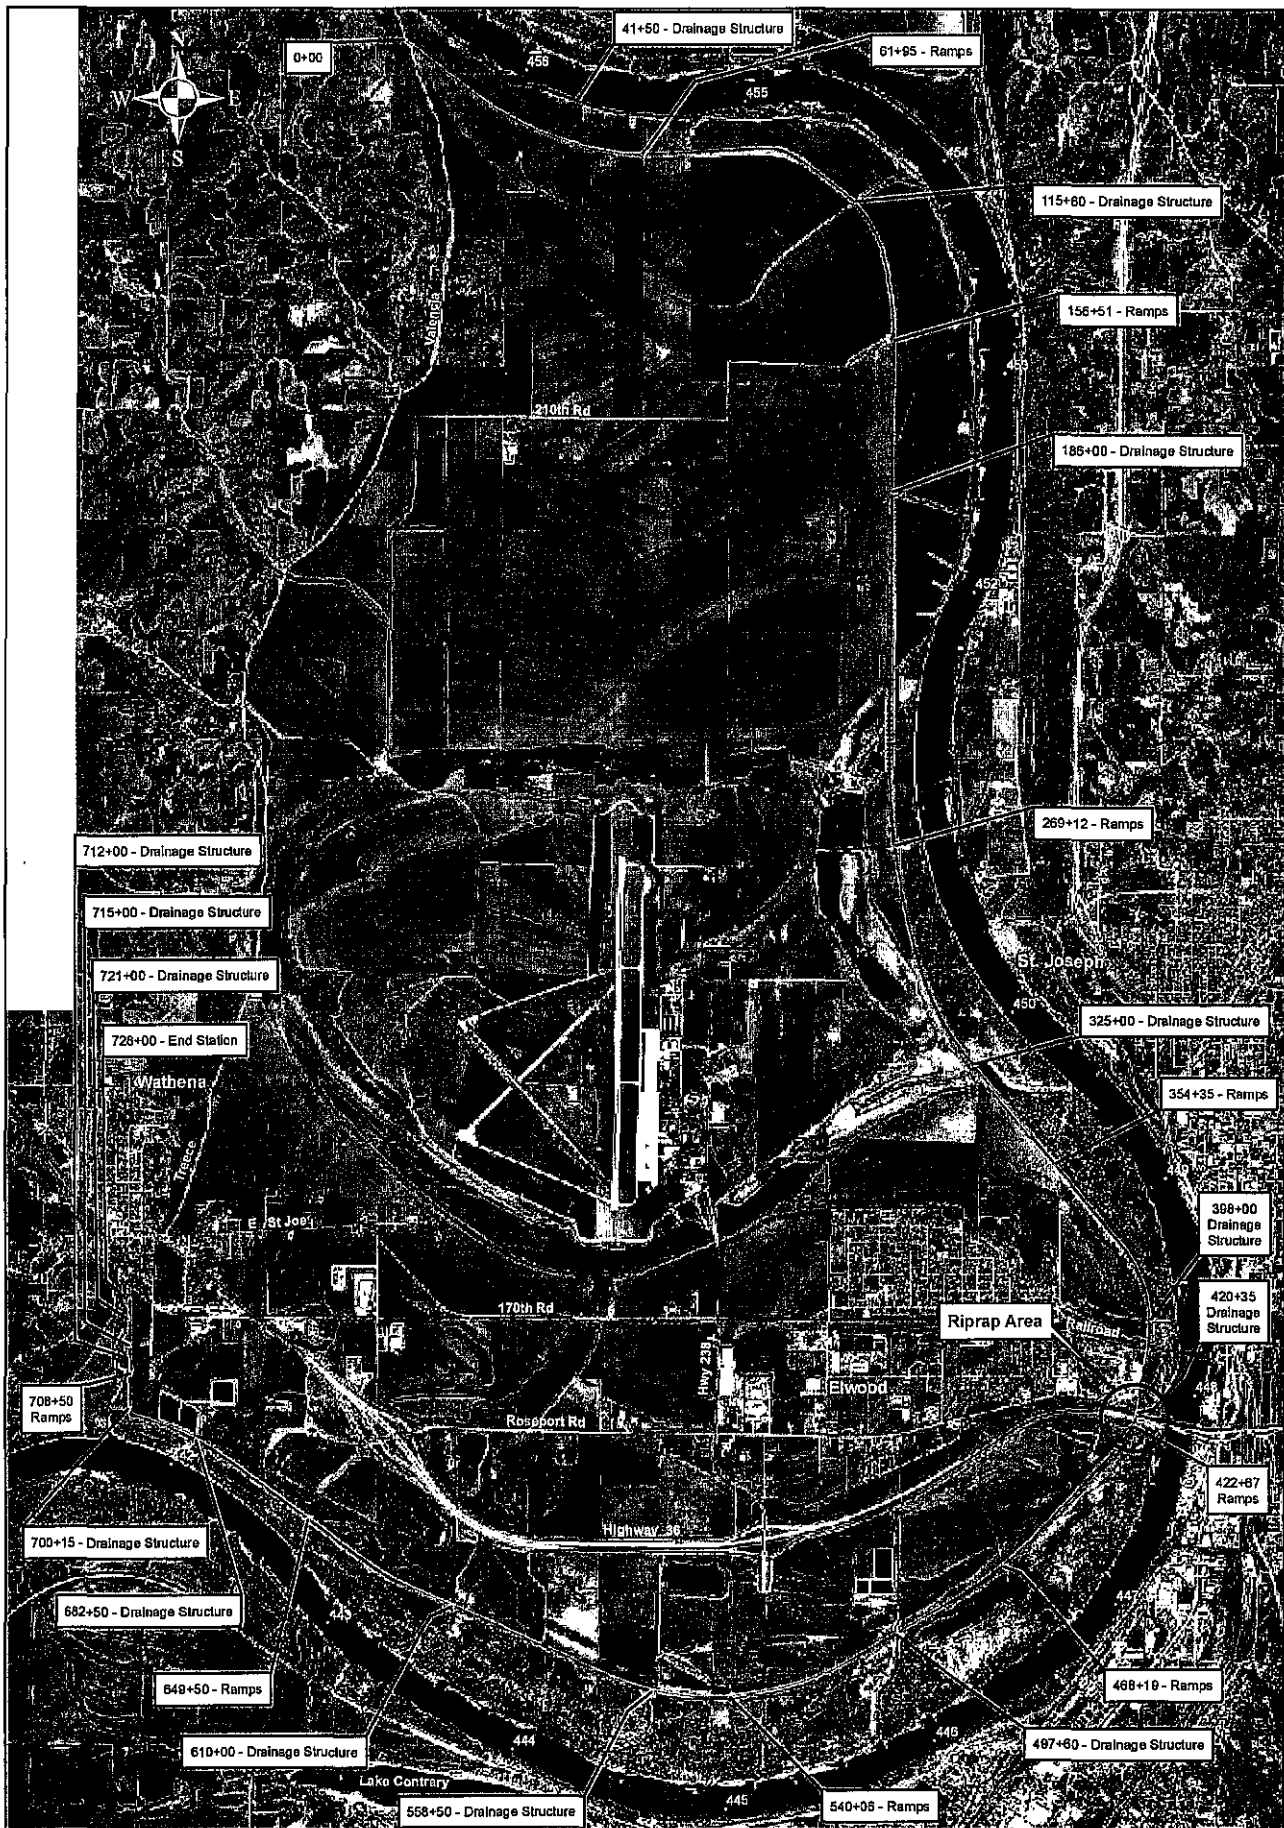 41+50 - Drainage Structure
61+95 - Ramps
0+00
N
W
E
S
456
455
115+60 - Drainage Structure
156+51 - Ramps
210th Rd
186+00 - Drainage Structure
452
269+12 - Ramps
712+00 - Drainage Structure
715+00 - Drainage Structure
St. Joseph
721+00 - Drainage Structure
450
325+00 - Drainage Structure
726+00 - End Station
Wathena
354+35 - Ramps
449
398+00
Drainage
Structure
E St Joe
420+35
Drainage
Structure
170th Rd
Riprap Area
Railroad
Hwy 238
Elwood
448
708+50
Ramps
Roseport Rd
422+87
Ramps
Highway 36
700+15 - Drainage Structure
447
682+50 - Drainage Structure
443
649+50 - Ramps
468+19 - Ramps
444
446
610+00 - Drainage Structure
497+60 - Drainage Structure
Lake Contrary
445
558+50 - Drainage Structure
540+06 - Ramps